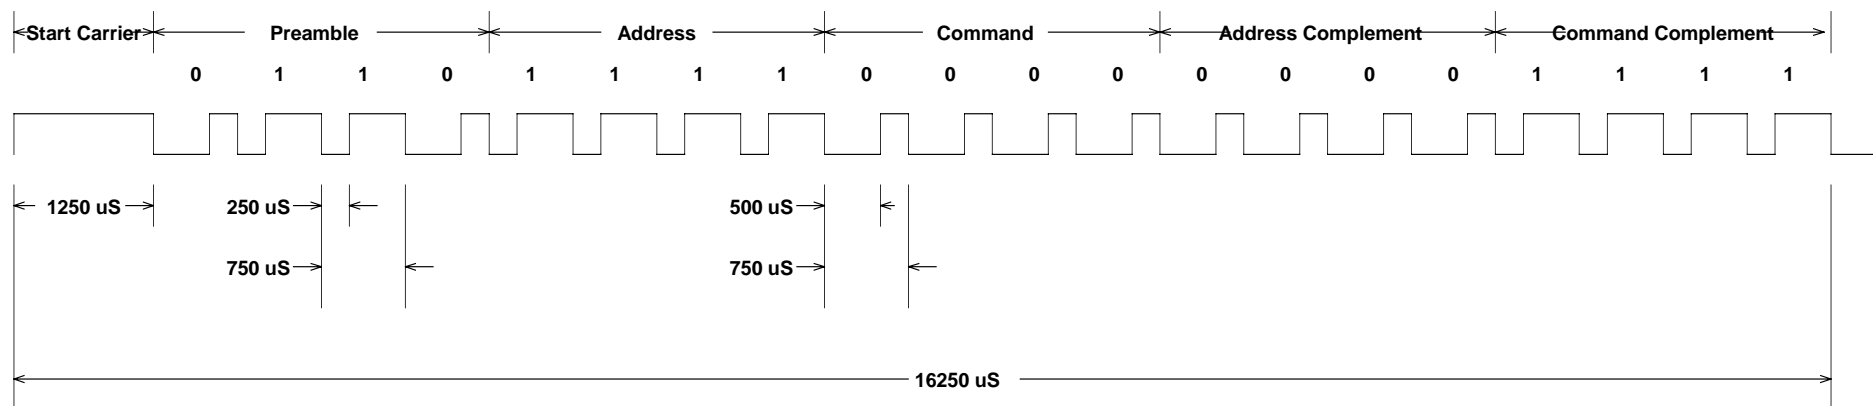 Start Carrier Preamble Address Command Address Complement Command Complement
0 1 1 0 1 1 1 1 0 0 0 0 0 0 0 0 1 1 1 1
1250 uS 250 uS 500 uS
750 uS 750 uS
16250 uS